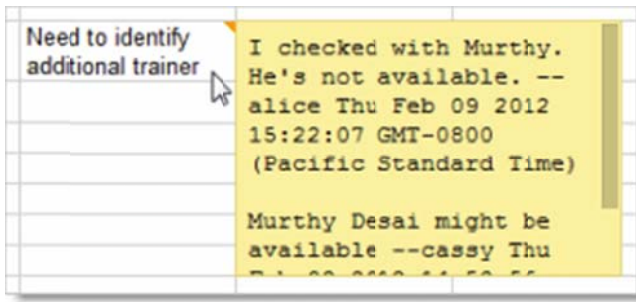 Need to identify
additional trainer
I checked with Murthy.
He's not available. --
alice Thu Feb 09 2012
15:22:07 GMT-0800
(Pacific Standard Time)
Murthy Desai might be
available --cassy Thu